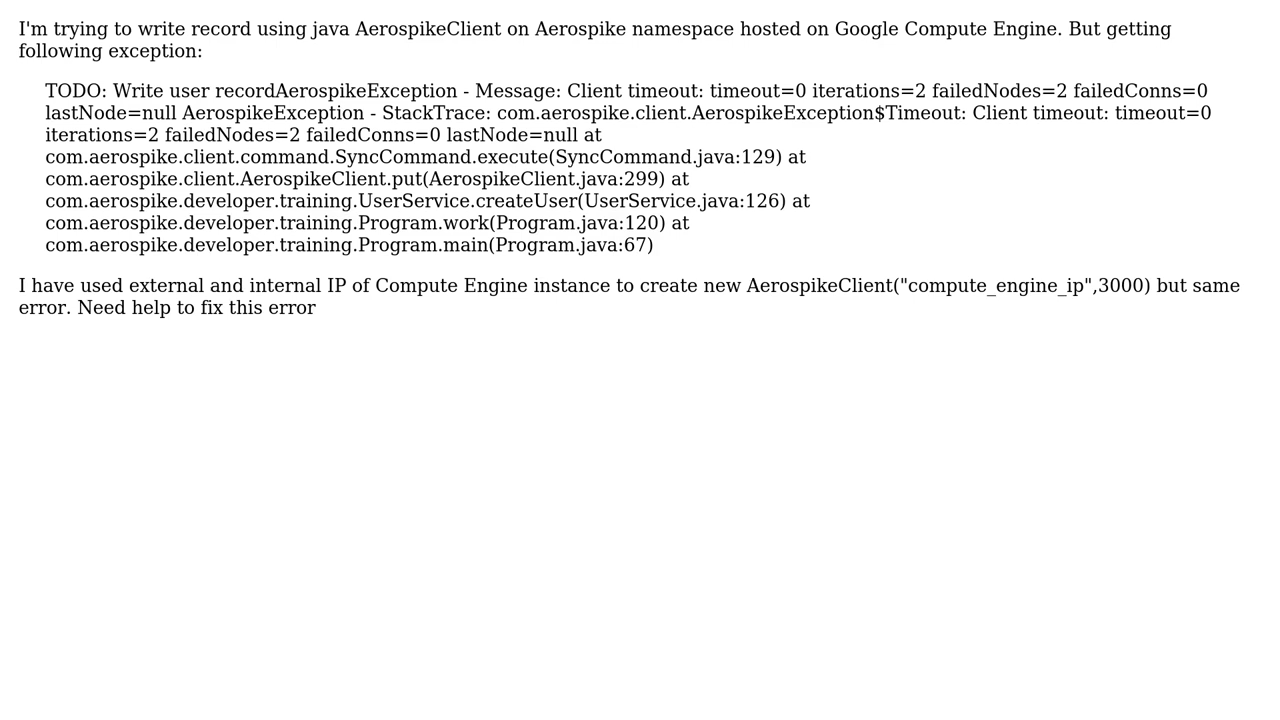 I'm trying to write record using java AerospikeClient on Aerospike namespace hosted on Google Compute Engine. But getting
following exception:
TODO: Write user recordAerospikeException - Message: Client timeout: timeout=0 iterations=2 failedNodes=2 failedConns=0
lastNode=null AerospikeException - StackTrace: com.aerospike.client.AerospikeException$Timeout: Client timeout: timeout=0
iterations=2 failedNodes=2 failedConns=0 lastNode=null at
com.aerospike.client.command.SyncCommand.execute(SyncCommand.java:129) at
com.aerospike.client.AerospikeClient.put(AerospikeClient.java:299) at
com.aerospike.developer.training.UserService.createUser(UserService.java:126) at
com.aerospike.developer.training.Program.work(Program.java:120) at
com.aerospike.developer.training.Program.main(Program.java:67)
I have used external and internal IP of Compute Engine instance to create new AerospikeClient("compute_engine_ip",3000) but same
error. Need help to fix this error